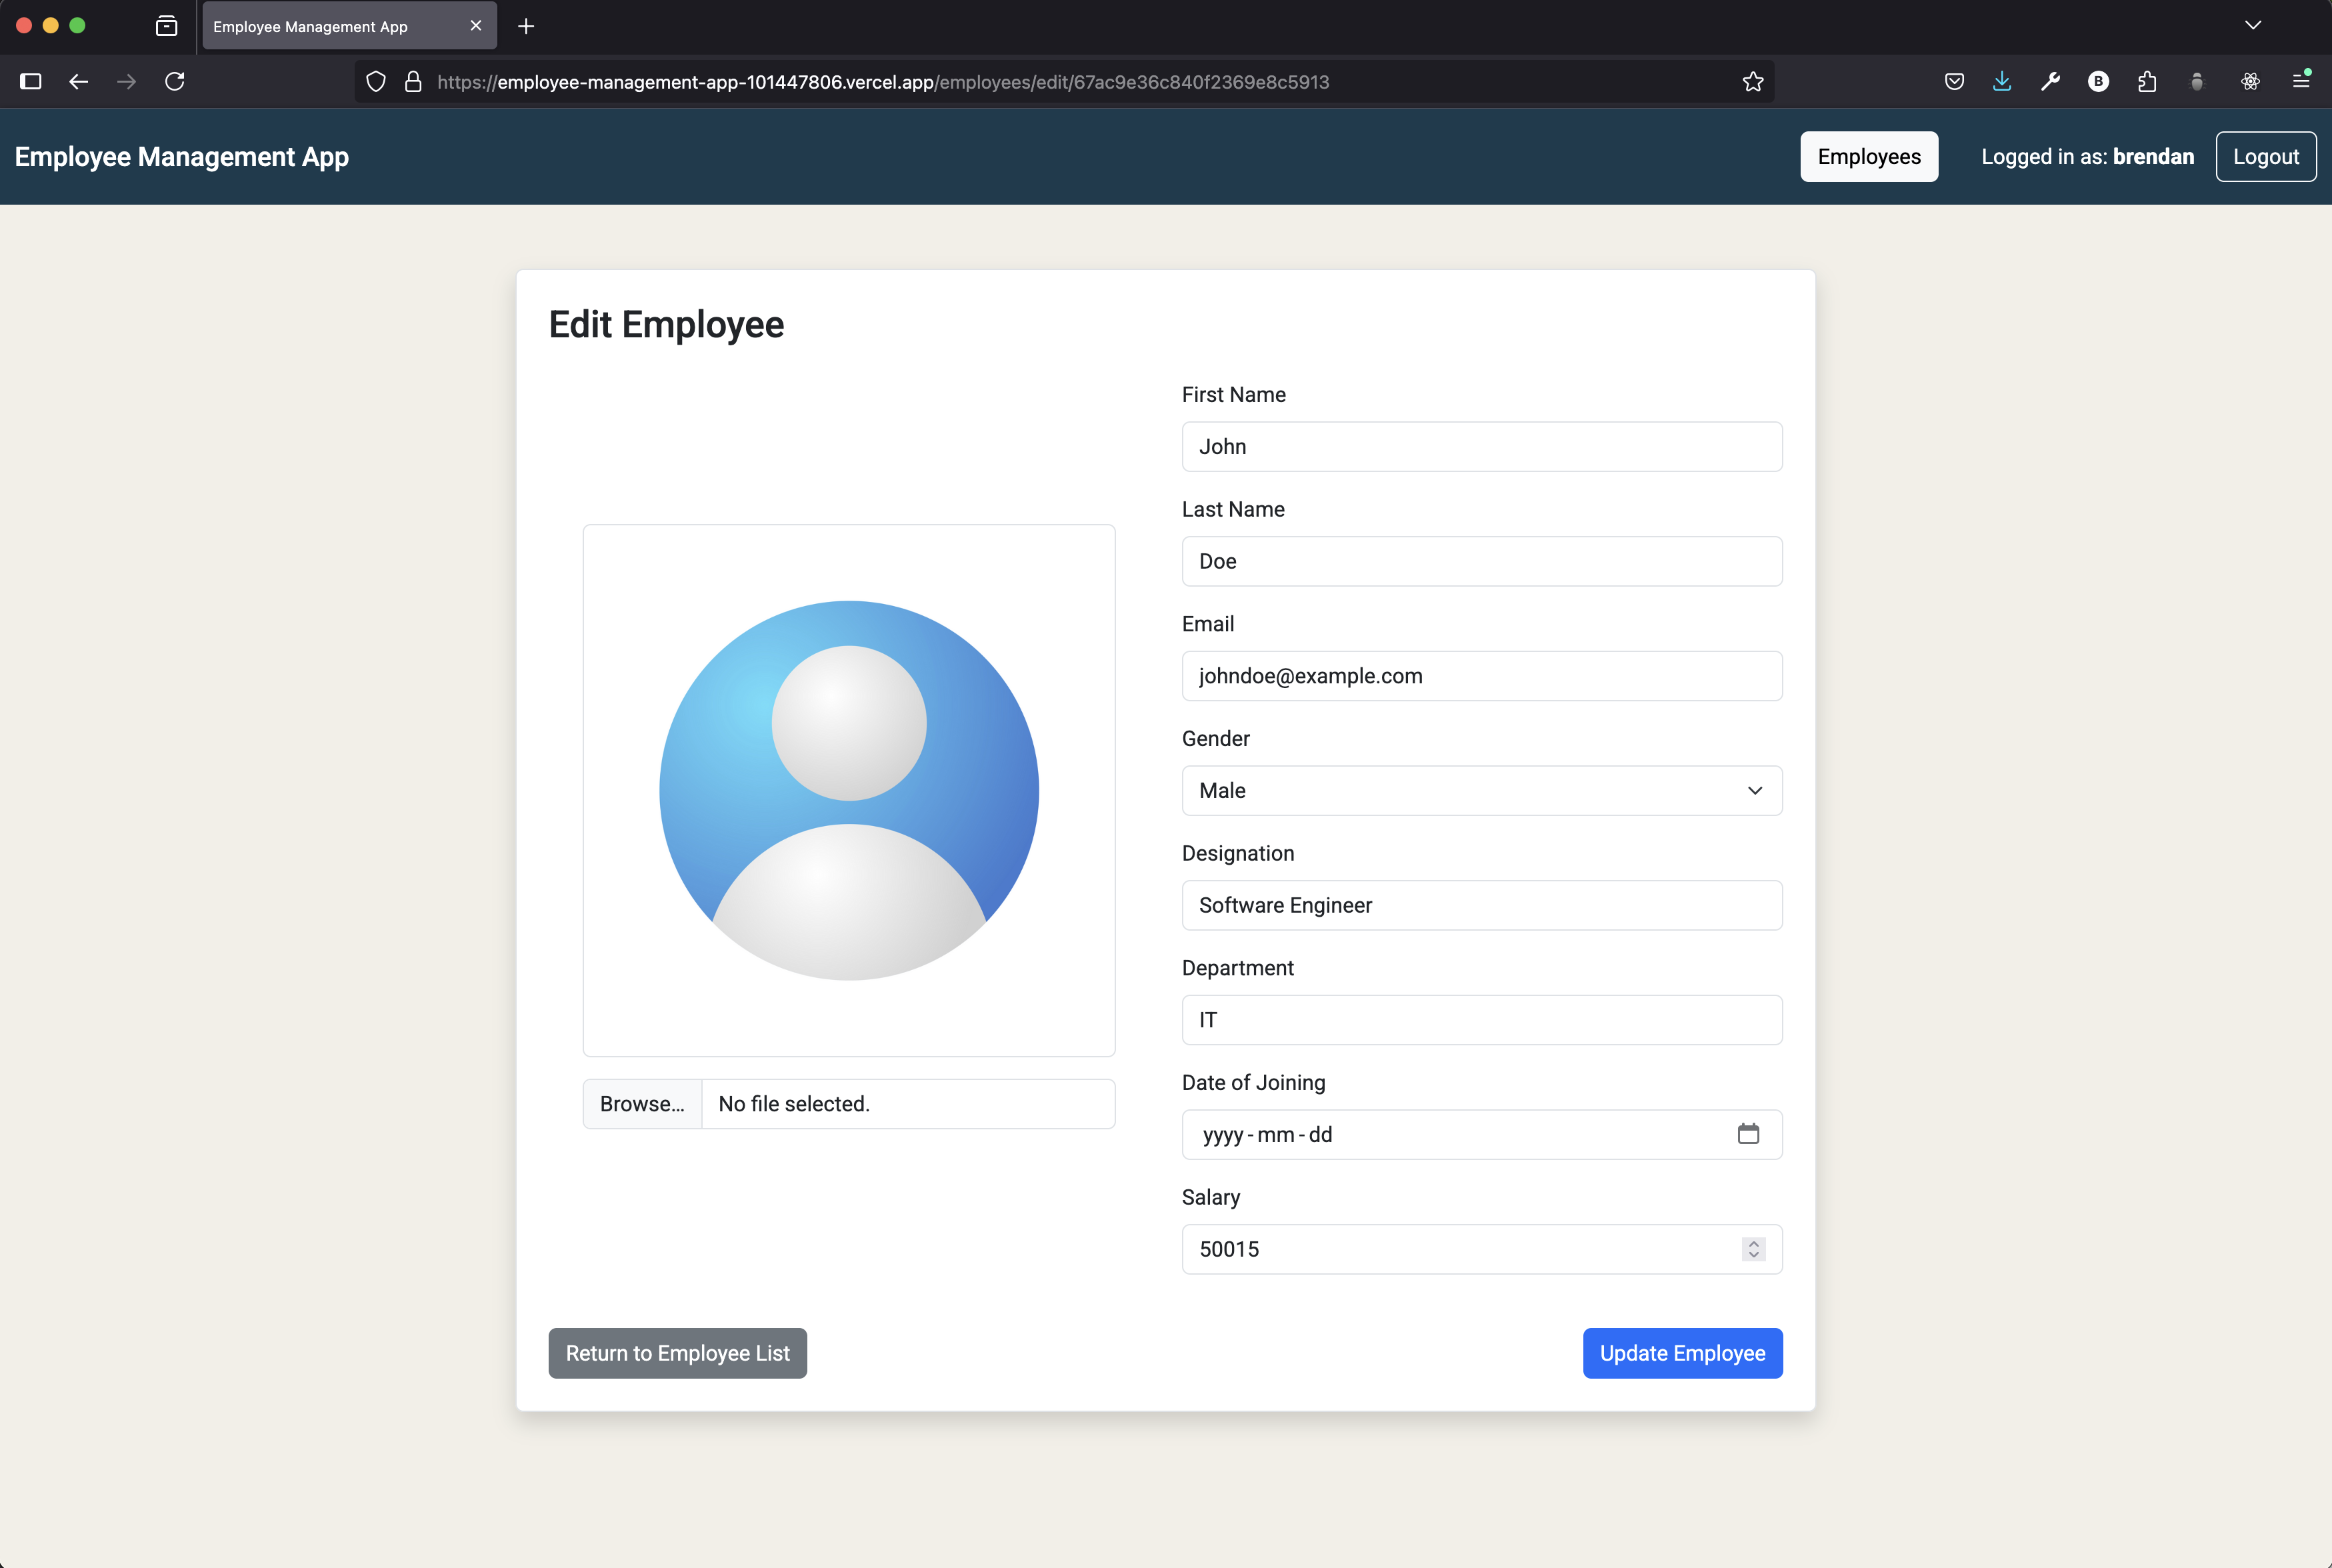 Employee Management App
https://employee-management-app-101447806.vercel.app/employees/edit/67ac9e36c840f2369e8c5913
B
Employee Management App
Employees
Logged in as: brendan
Logout
Edit Employee
First Name
John
Last Name
Doe
Email
johndoe@example.com
Gender
Male
Designation
Software Engineer
Department
IT
Date of Joining
yyyy-mm-dd
Salary
50015
Browse...
No file selected.
Return to Employee List
Update Employee